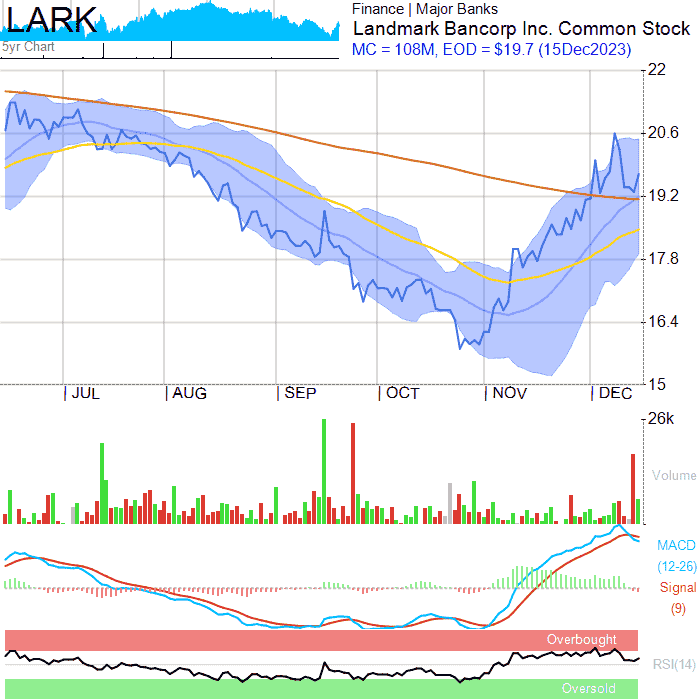 LARK
5yr Chart
Finance | Major Banks
Landmark Bancorp Inc. Common Stock
MC = 108M, EOD = $19.7 (15Dec2023)
22
20.6
19.2
17.8
16.4
15
JUL AUG SEP OCT NOV DEC
26k
Volume
MACD
(12-26)
Signal
(9)
Overbought
RSI(14)
Oversold